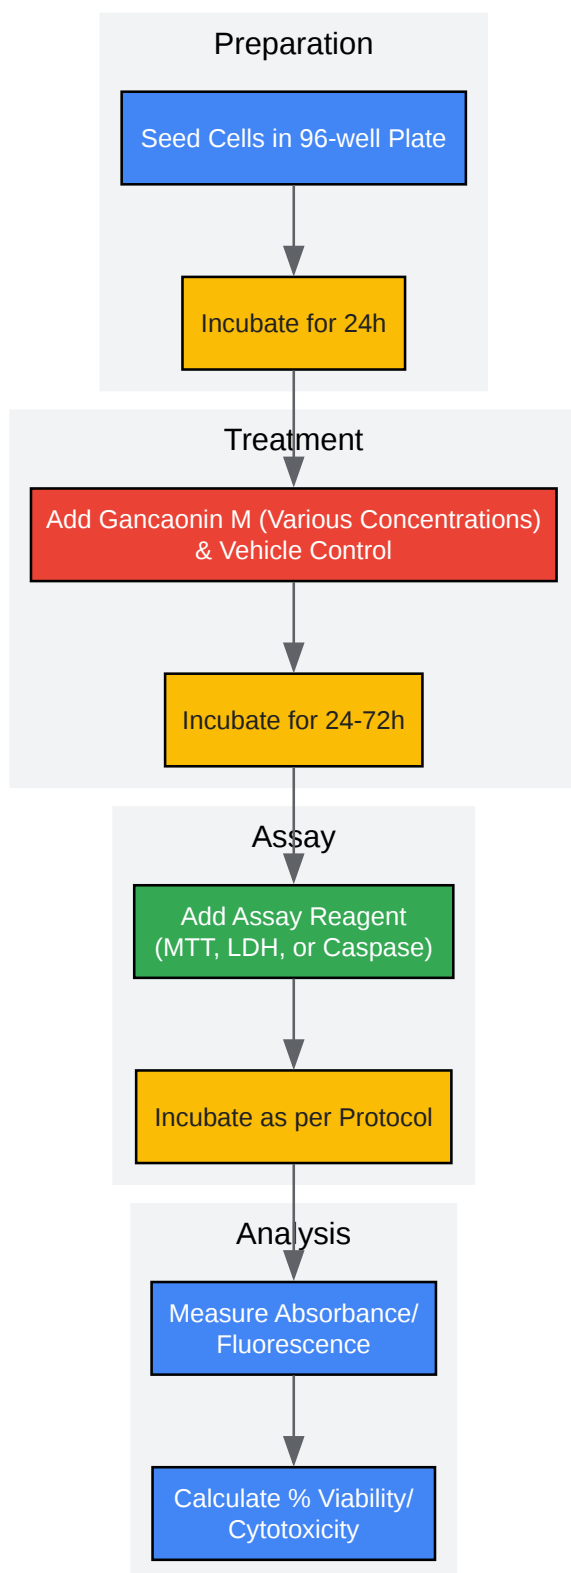 Preparation
Seed Cells in 96-well Plate
Incubate for 24h
Treatment
Add Gancaonin M (Various Concentrations)
& Vehicle Control
Incubate for 24-72h
Assay
Add Assay Reagent
(MTT, LDH, or Caspase)
Incubate as per Protocol
Analysis
Measure Absorbance/
Fluorescence
Calculate % Viability/
Cytotoxicity